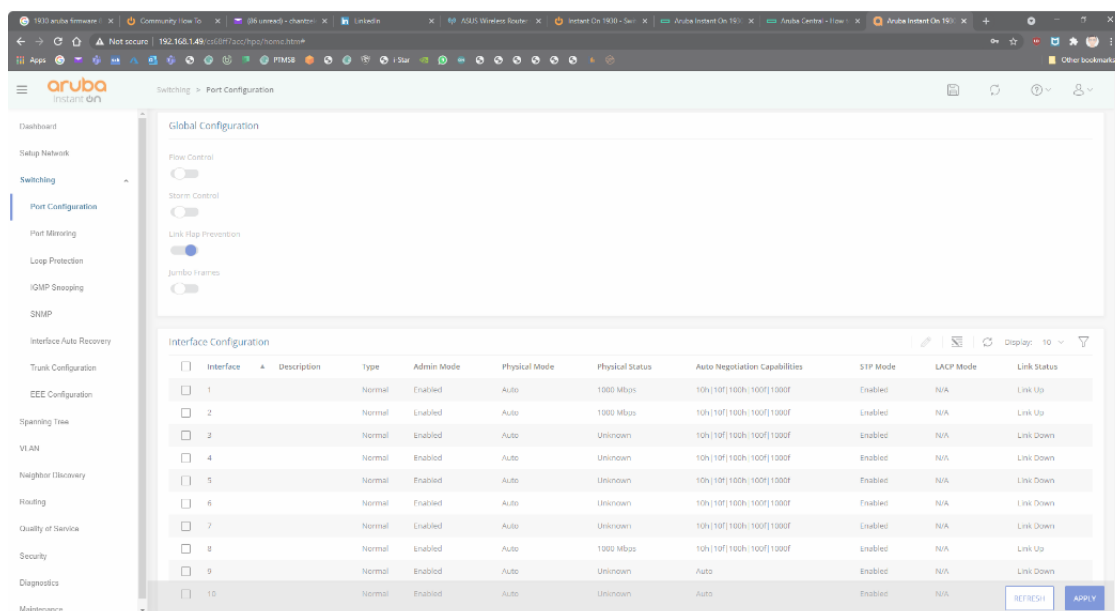 1930 aruba firmware
Community How To
(86 unread) - chantzer
LinkedIn
ASUS Wireless Router
Instant On 1930 - Swi
Aruba Instant On 193
Aruba Central - How t
Aruba Instant On 193
Not secure | 192.168.1.49/cs68ff7acc/hpe/home.htm#
Apps
PTMSB
i-Star
Other bookmarks
aruba
instant on
Switching > Port Configuration
Dashboard
Setup Network
Switching
Port Configuration
Port Mirroring
Loop Protection
IGMP Snooping
SNMP
Interface Auto Recovery
Trunk Configuration
EEE Configuration
Spanning Tree
VLAN
Neighbor Discovery
Routing
Quality of Service
Security
Diagnostics
Maintenance
Global Configuration
Flow Control
Storm Control
Link Flap Prevention
Jumbo Frames
Interface Configuration
Display: 10
Interface Description Type Admin Mode Physical Mode Physical Status Auto Negotiation Capabilities STP Mode LACP Mode Link Status
1 Normal Enabled Auto 1000 Mbps 10h|10f|100h|100f|1000f Enabled N/A Link Up
2 Normal Enabled Auto 1000 Mbps 10h|10f|100h|100f|1000f Enabled N/A Link Up
3 Normal Enabled Auto Unknown 10h|10f|100h|100f|1000f Enabled N/A Link Down
4 Normal Enabled Auto Unknown 10h|10f|100h|100f|1000f Enabled N/A Link Down
5 Normal Enabled Auto Unknown 10h|10f|100h|100f|1000f Enabled N/A Link Down
6 Normal Enabled Auto Unknown 10h|10f|100h|100f|1000f Enabled N/A Link Down
7 Normal Enabled Auto Unknown 10h|10f|100h|100f|1000f Enabled N/A Link Down
8 Normal Enabled Auto 1000 Mbps 10h|10f|100h|100f|1000f Enabled N/A Link Up
9 Normal Enabled Auto Unknown Auto Enabled N/A Link Down
10 Normal Enabled Auto Unknown Auto Enabled N/A
REFRESH
APPLY